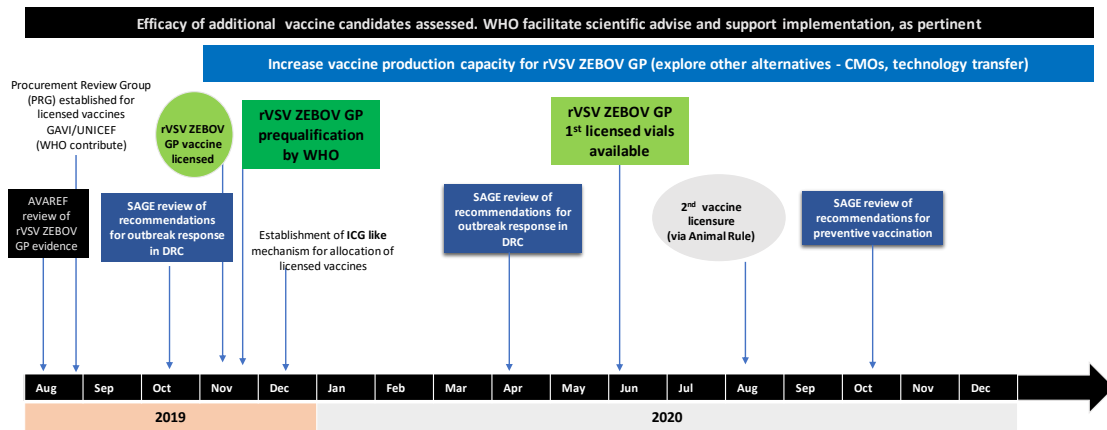 Efficacy of additional vaccine candidates assessed. WHO facilitate scientific advise and support implementation, as pertinent
Increase vaccine production capacity for rVSV ZEBOV GP (explore other alternatives - CMOs, technology transfer)
Procurement Review Group
(PRG) established for
licensed vaccines
GAVI/UNICEF
(WHO contribute)
rVSV ZEBOV
GP vaccine
licensed
rVSV ZEBOV GP
prequalification
by WHO
rVSV ZEBOV GP
1st licensed vials
available
AVAREF
review of
rVSV ZEBOV
GP evidence
SAGE review of
recommendations
for outbreak response
in DRC
Establishment of ICG like
mechanism for allocation of
licensed vaccines
SAGE review of
recommendations for
outbreak response in
DRC
2nd vaccine
licensure
(via Animal Rule)
SAGE review of
recommendations for
preventive vaccination
Aug Sep Oct Nov Dec Jan Feb Mar Apr May Jun Jul Aug Sep Oct Nov Dec
2019 2020